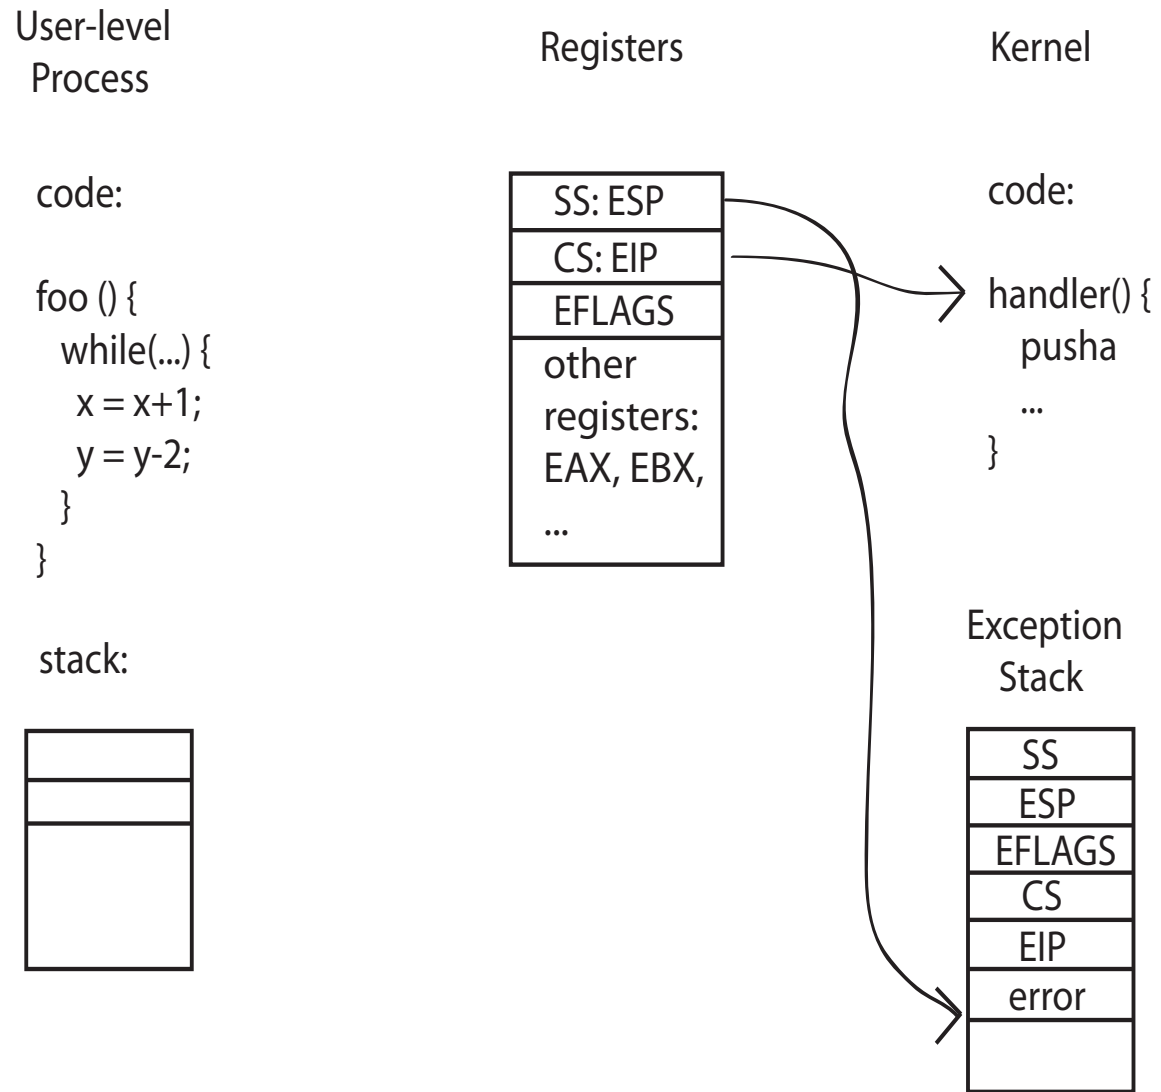 User-level
Process
code:
foo () {
while(...) {
x = x+1;
y = y-2;
}
}
stack:
Registers
SS: ESP
CS: EIP
EFLAGS
other
registers:
EAX, EBX,
...
Kernel
code:
handler() {
pusha
...
}
Exception
Stack
SS
ESP
EFLAGS
CS
EIP
error